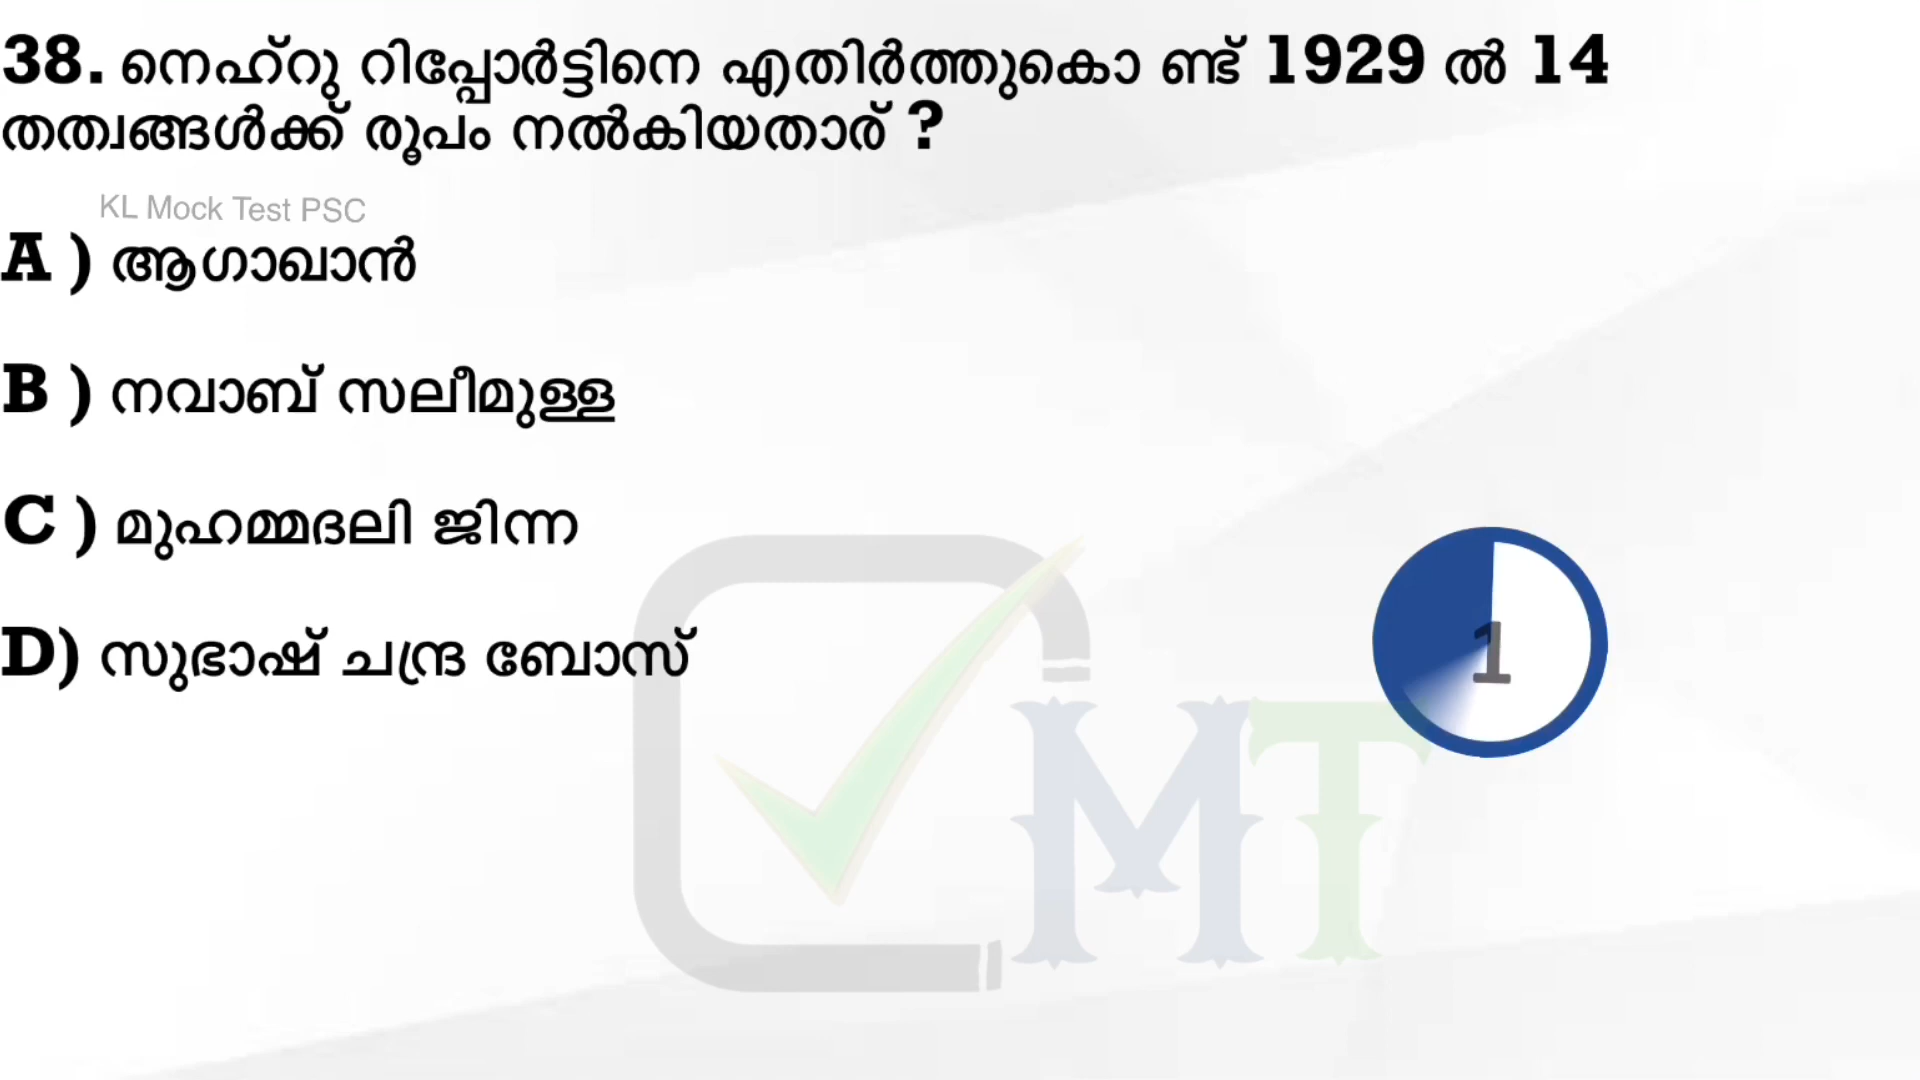 38. നെഹ്റു റിപ്പോർട്ടിനെ എതിർത്തുകൊ ണ്ട് 1929 ൽ 14
തത്വങ്ങൾക്ക് രൂപം നൽകിയതാര് ?
KL Mock Test PSC
A ) ആഗാഖാൻ
B ) നവാബ് സലീമുള്ള
C ) മുഹമ്മദലി ജിന്ന
D) സുഭാഷ് ചന്ദ്ര ബോസ്
1
MT